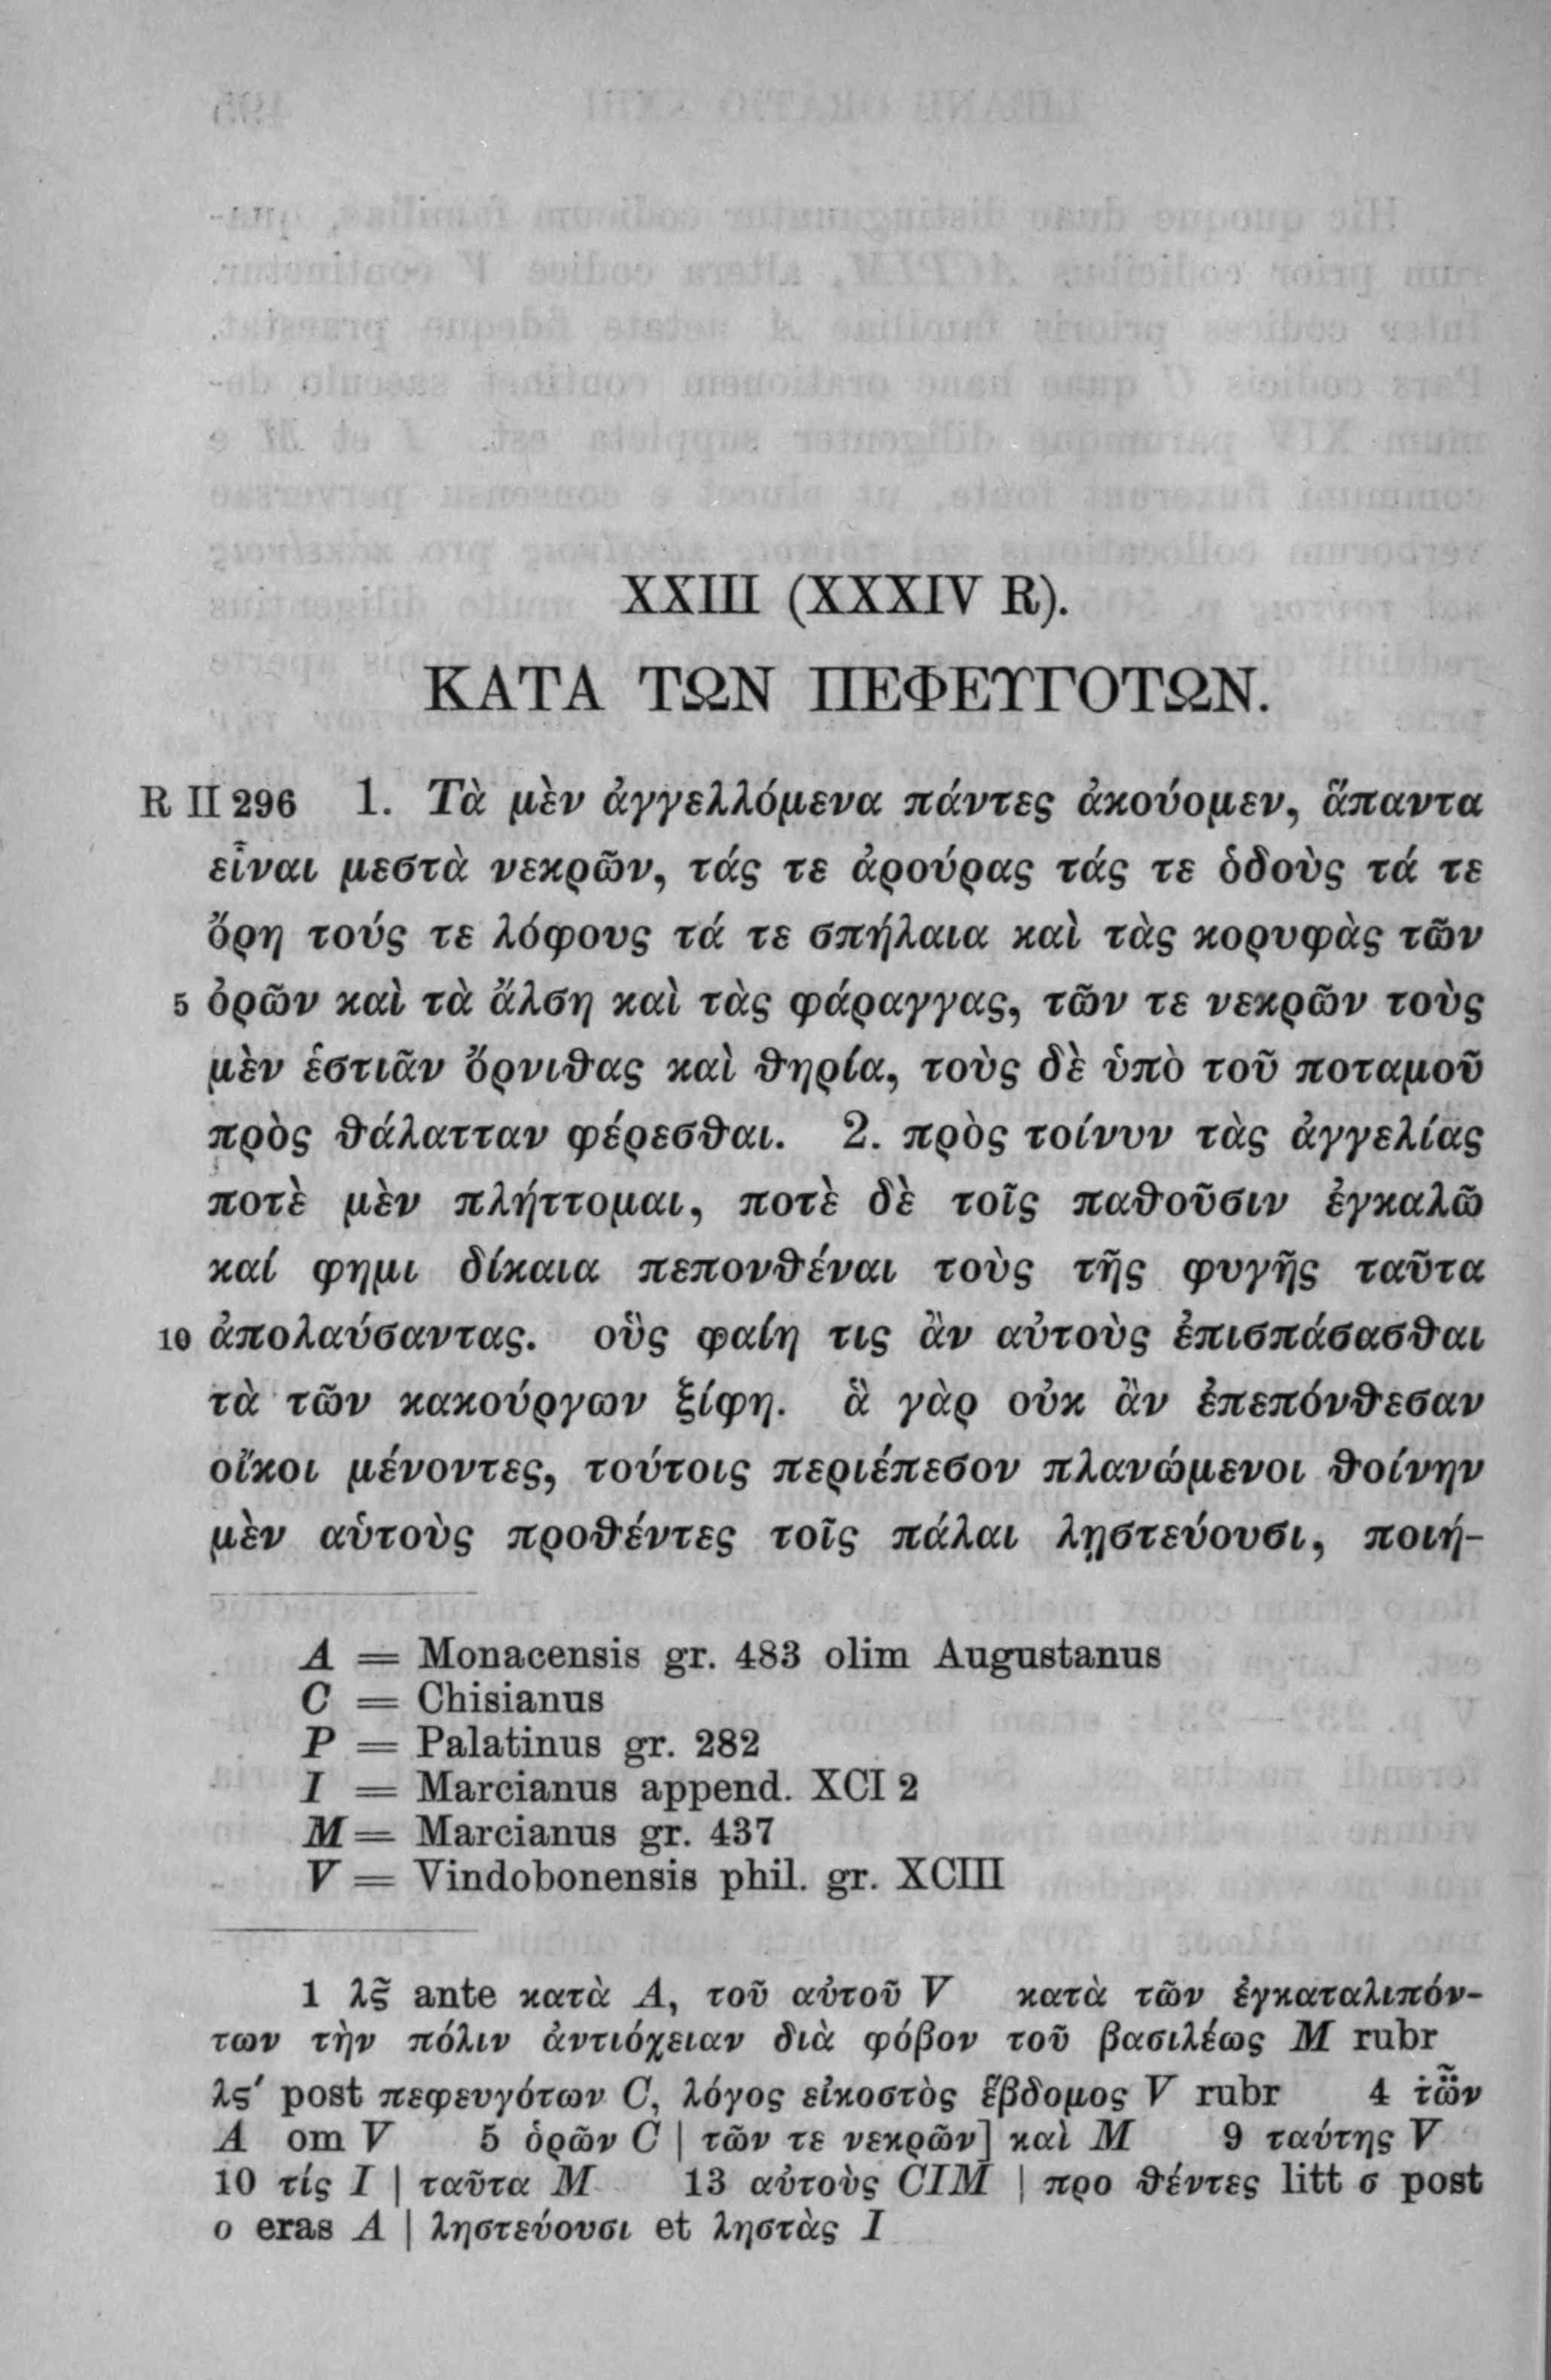 XXIII (XXXIV R).
ΚΑΤΑ ΤΩΝ ΠΕΦΕΥΓΟΤΩΝ.
R II 296 1. Τὰ μὲν ἀγγελλόμενα πάντες ἀκούομεν, ἅπαντα
εἶναι μεστὰ νεκρῶν, τάς τε ἀρούρας τάς τε ὁδοὺς τά τε
ὄρη τούς τε λόφους τά τε σπήλαια καὶ τὰς κορυφὰς τῶν
5 ὀρῶν καὶ τὰ ἄλση καὶ τὰς φάραγγας, τῶν τε νεκρῶν τοὺς
μὲν ἑστιᾶν ὄρνιθας καὶ θηρία, τοὺς δὲ ὑπὸ τοῦ ποταμοῦ
πρὸς θάλατταν φέρεσθαι. 2. πρὸς τοίνυν τὰς ἀγγελίας
ποτὲ μὲν πλήττομαι, ποτὲ δὲ τοῖς παθοῦσιν ἐγκαλῶ
καί φημι δίκαια πεπονθέναι τοὺς τῆς φυγῆς ταῦτα
10 ἀπολαύσαντας. οὓς φαίη τις ἂν αὐτοὺς ἐπισπάσασθαι
τὰ τῶν κακούργων ξίφη. ἃ γὰρ οὐκ ἂν ἐπεπόνθεσαν
οἴκοι μένοντες, τούτοις περιέπεσον πλανώμενοι θοίνην
μὲν αὑτοὺς προθέντες τοῖς πάλαι λῃστεύουσι, ποιή-
A = Monacensis gr. 483 olim Augustanus
C = Chisianus
P = Palatinus gr. 282
I = Marcianus append. XCI 2
M = Marcianus gr. 437
V = Vindobonensis phil. gr. XCIII
1 λϛ̃ ante κατὰ A, τοῦ αὐτοῦ V κατὰ τῶν ἐγκαταλιπόν-
των τὴν πόλιν ἀντιόχειαν διὰ φόβον τοῦ βασιλέως M rubr
λϛʹ post πεφευγότων C, λόγος εἰκοστὸς ἕβδομος V rubr 4 τῶν
A om V 5 ὁρῶν C | τῶν τε νεκρῶν] καὶ M 9 ταύτης V
10 τίς I | ταῦτα M 13 αὐτοὺς CIM | προ θέντες litt σ post
ο eras A | ληστεύουσι et ληστὰς I